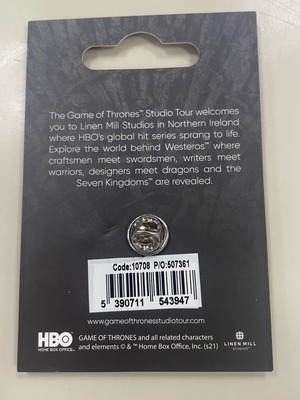 The Game of Thrones™ Studio Tour welcomes
you to Linen Mill Studios in Northern Ireland
where HBO's global hit series sprang to life.
Explore the world behind Westeros™ where
craftsmen meet swordsmen, writers meet
warriors, designers meet dragons and the
Seven Kingdoms™ are revealed.
Code:10708 P/O:507361
5 390711 543947
www.gameofthronesstudiotour.com
HBO®
HOME BOX OFFICE
GAME OF THRONES and all related characters
and elements © & ™ Home Box Office, Inc. (s21)
LINEN MILL
STUDIOS